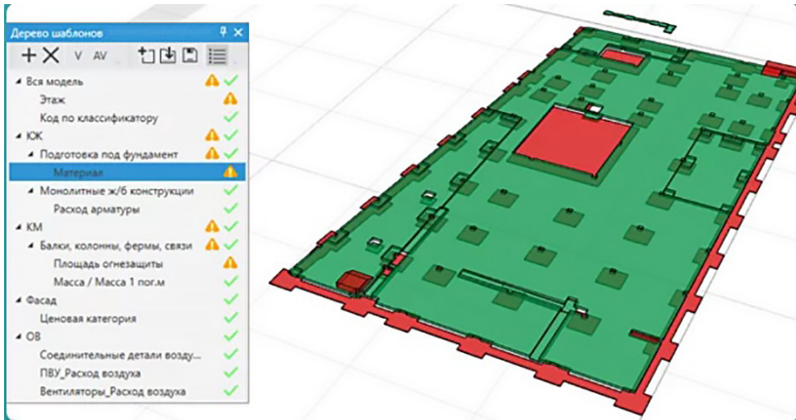 Дерево шаблонов
V AV
Вся модель
Этаж
Код по классификатору
КЖ
Подготовка под фундамент
Материал
Монолитные ж/б конструкции
Расход арматуры
КМ
Балки, колонны, фермы, связи
Площадь огнезащиты
Масса / Масса 1 пог.м
Фасад
Ценовая категория
ОВ
Соединительные детали возду...
ПВУ_Расход воздуха
Вентиляторы_Расход воздуха